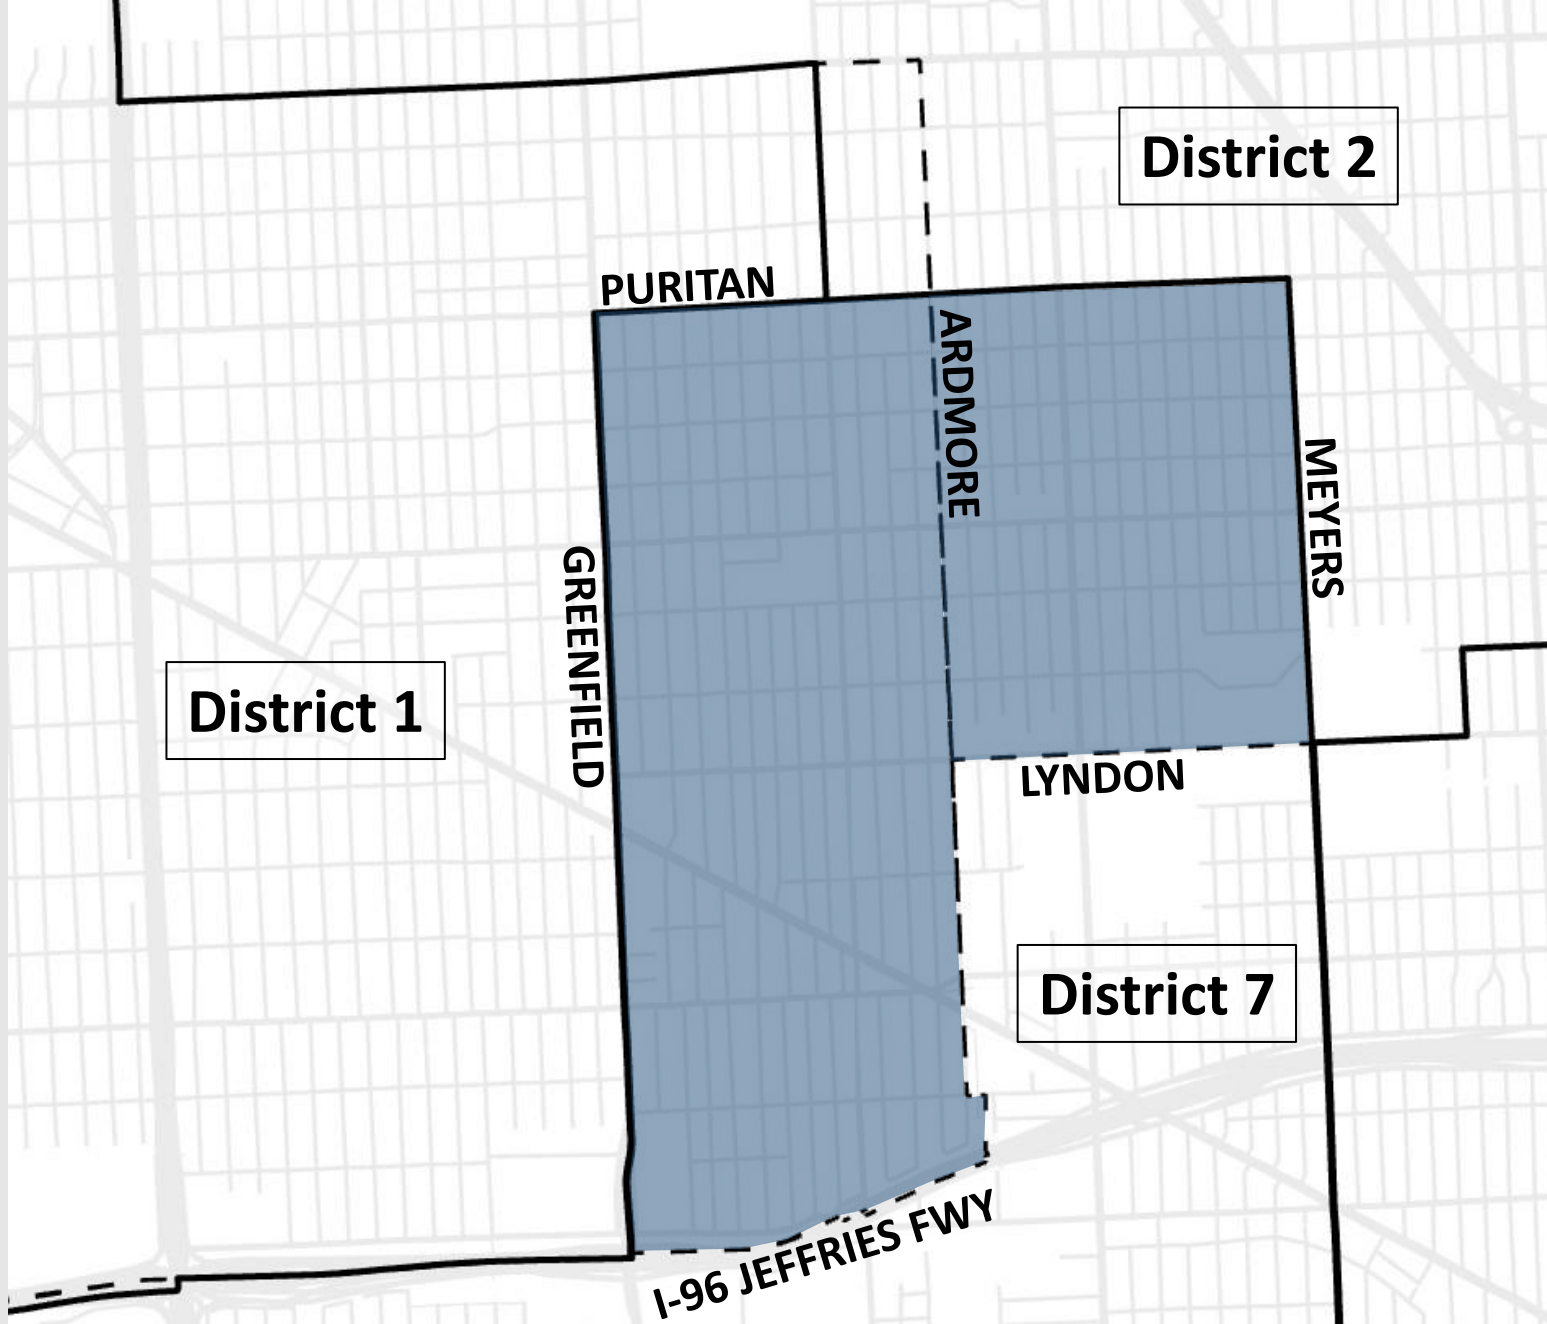 District 2
PURITAN
ARDMORE
MEYERS
GREENFIELD
District 1
LYNDON
District 7
I-96 JEFFRIES FWY